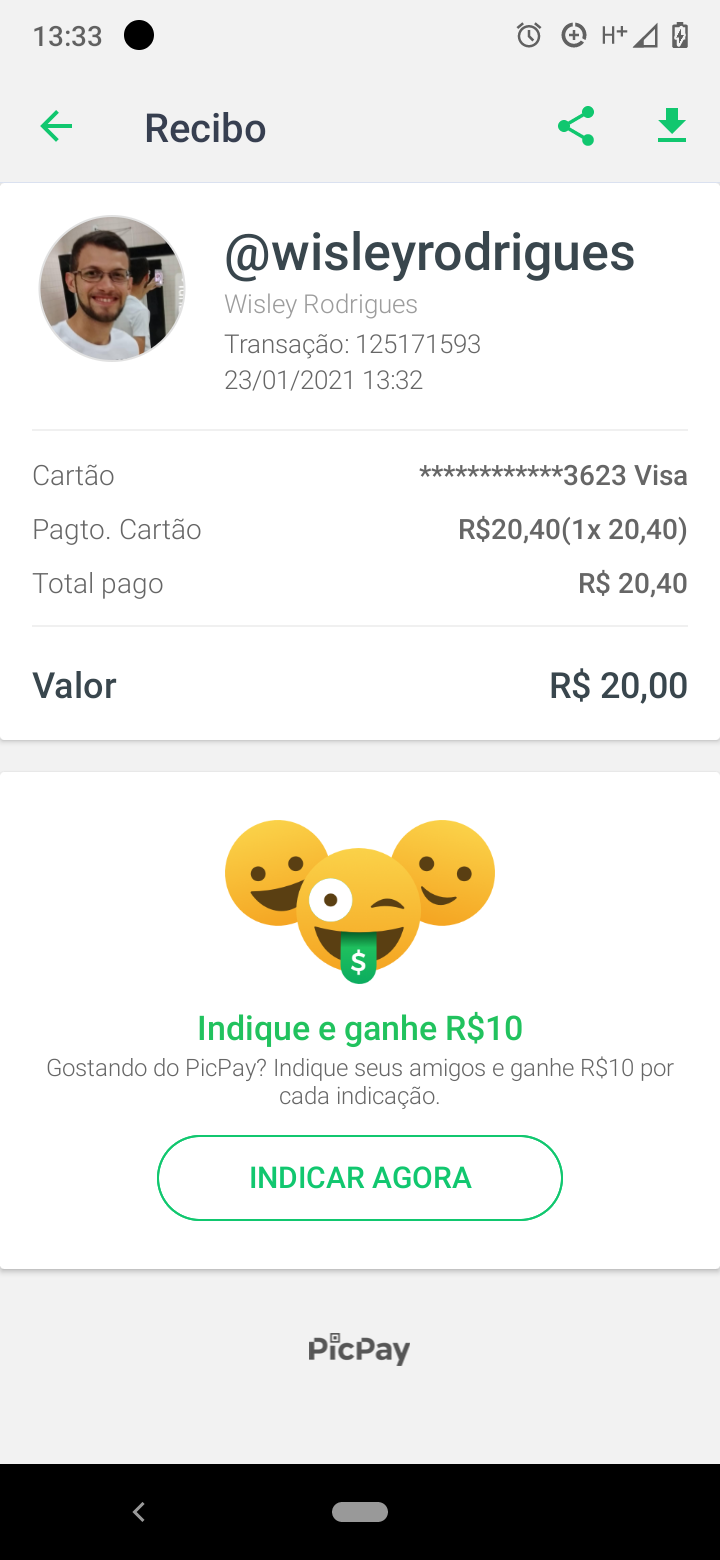 13:33
H+
Recibo
@wisleyrodrigues
Wisley Rodrigues
Transação: 125171593
23/01/2021 13:32
Cartão ************3623 Visa
Pagto. Cartão R$20,40(1x 20,40)
Total pago R$ 20,40
Valor R$ 20,00
$
Indique e ganhe R$10
Gostando do PicPay? Indique seus amigos e ganhe R$10 por
cada indicação.
INDICAR AGORA
PicPay